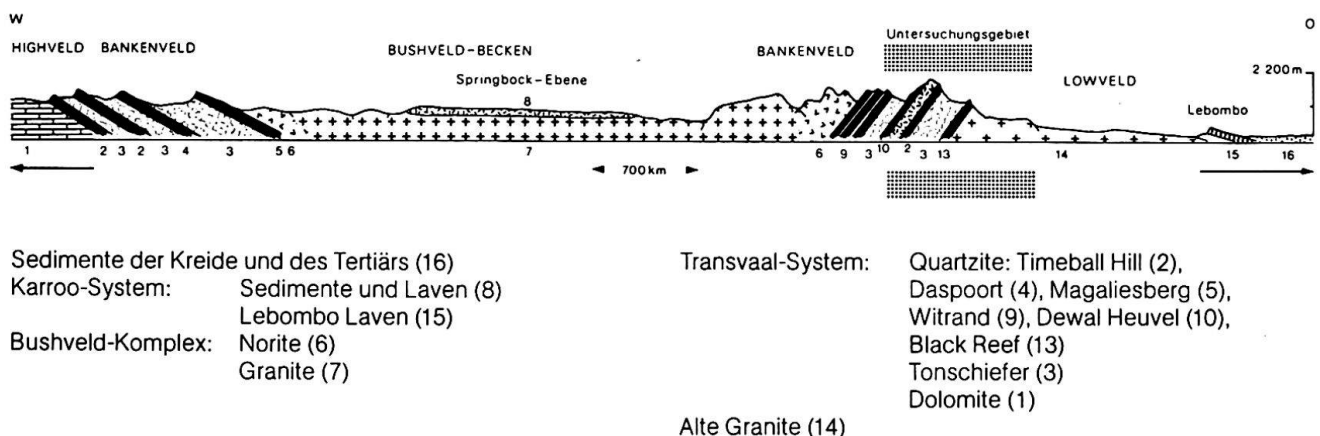 W O
HIGHVELD BANKENVELD BUSHVELD-BECKEN BANKENVELD Untersuchungsgebiet
Springbock-Ebene LOWVELD 2 200m
8 Lebombo
1 2 3 2 3 4 3 5 6 7 6 9 3 10 2 3 13 14 15 16
700km
Sedimente der Kreide und des Tertiärs (16)
Karroo-System: Sedimente und Laven (8)
Lebombo Laven (15)
Bushveld-Komplex: Norite (6)
Granite (7)
Transvaal-System: Quartzite: Timeball Hill (2),
Daspoort (4), Magaliesberg (5),
Witrand (9), Dewal Heuvel (10),
Black Reef (13)
Tonschiefer (3)
Dolomite (1)
Alte Granite (14)